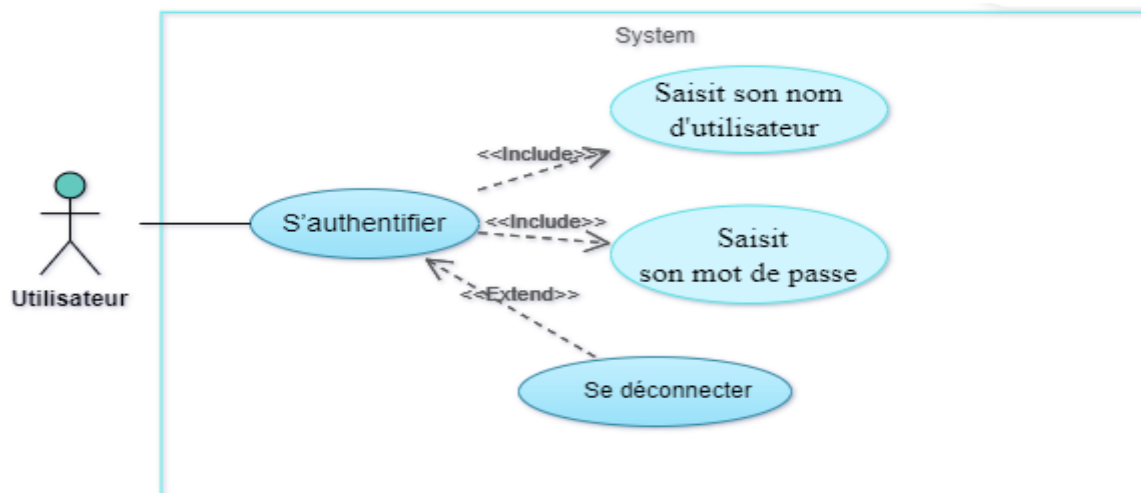 System
Saisit son nom
d'utilisateur
<<Include>>
S'authentifier
<<Include>>
Saisit
son mot de passe
Utilisateur
<<Extend>>
Se déconnecter